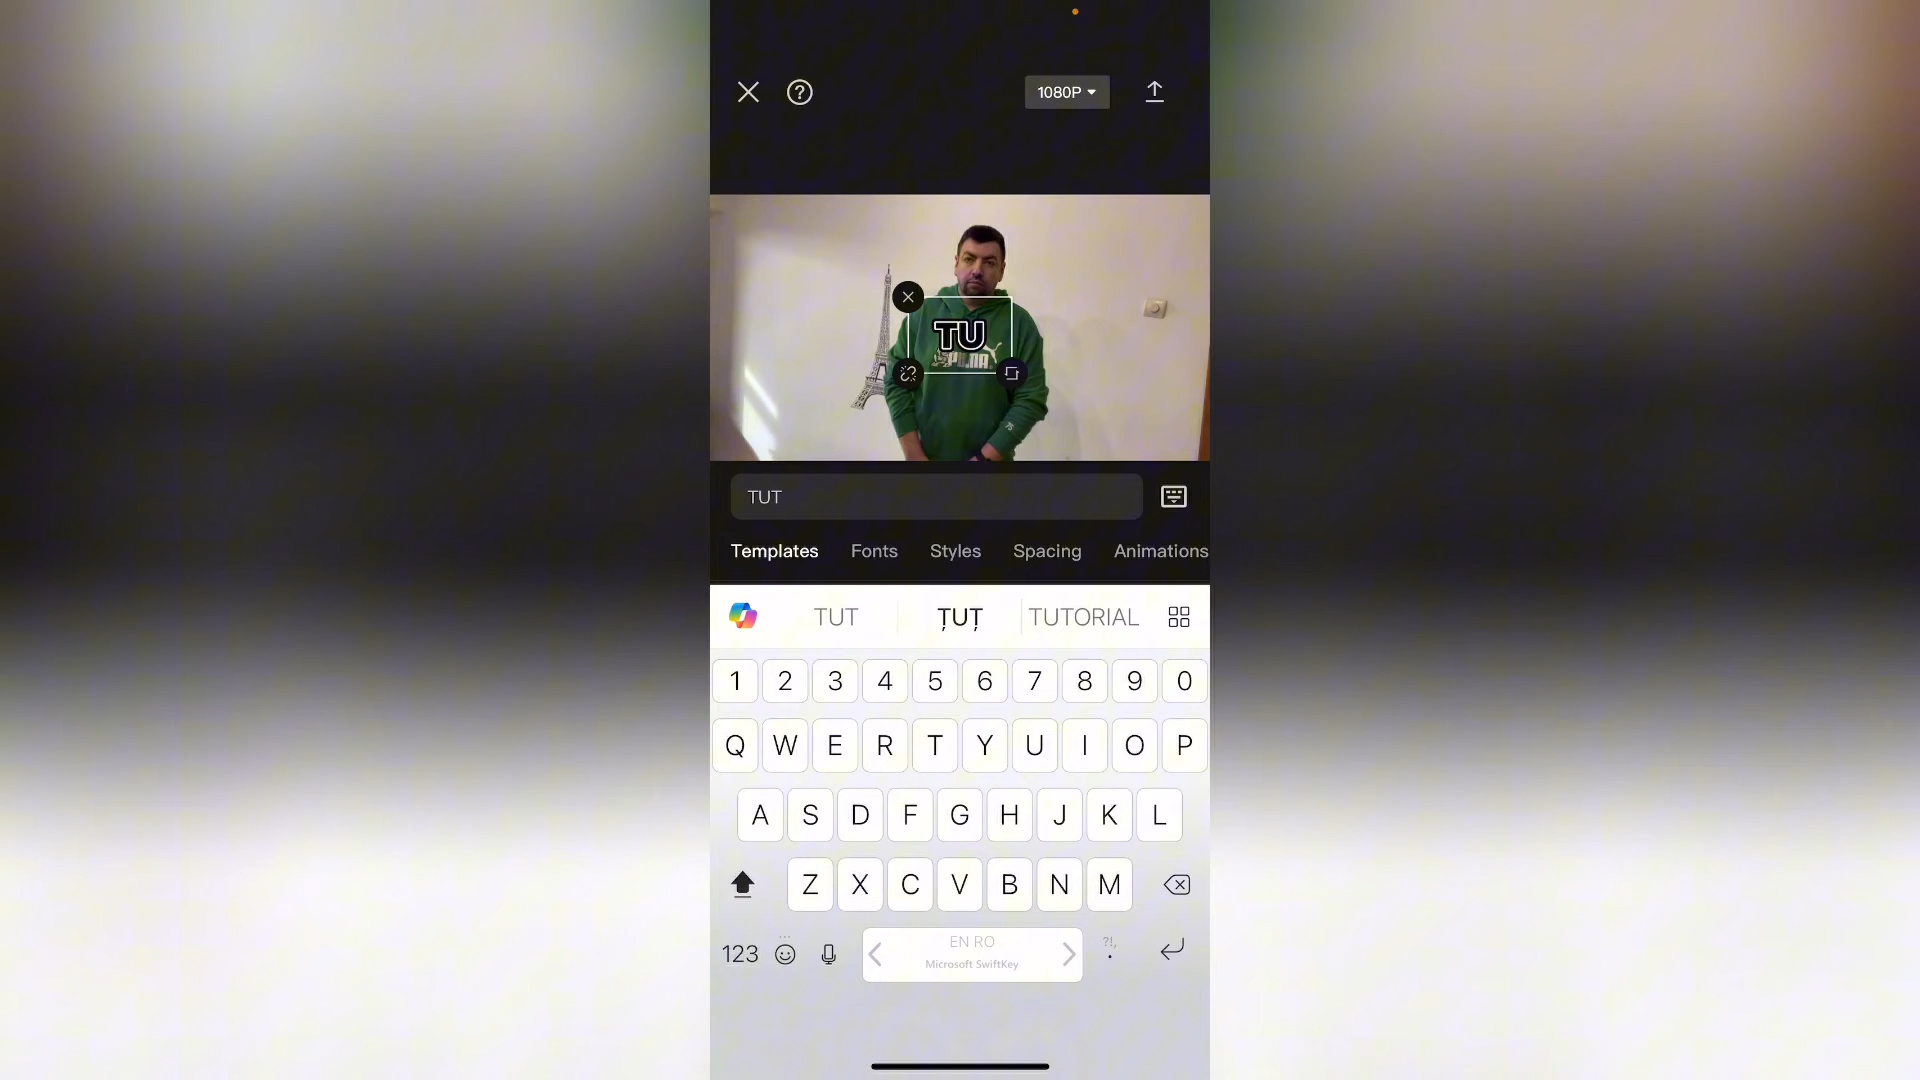 1080P
TU
PUMA
TUT
Templates Fonts Styles Spacing Animations
TUT ȚUȚ TUTORIAL
1 2 3 4 5 6 7 8 9 0
Q W E R T Y U I O P
A S D F G H J K L
Z X C V B N M
123 EN RO ?!,
Microsoft SwiftKey .